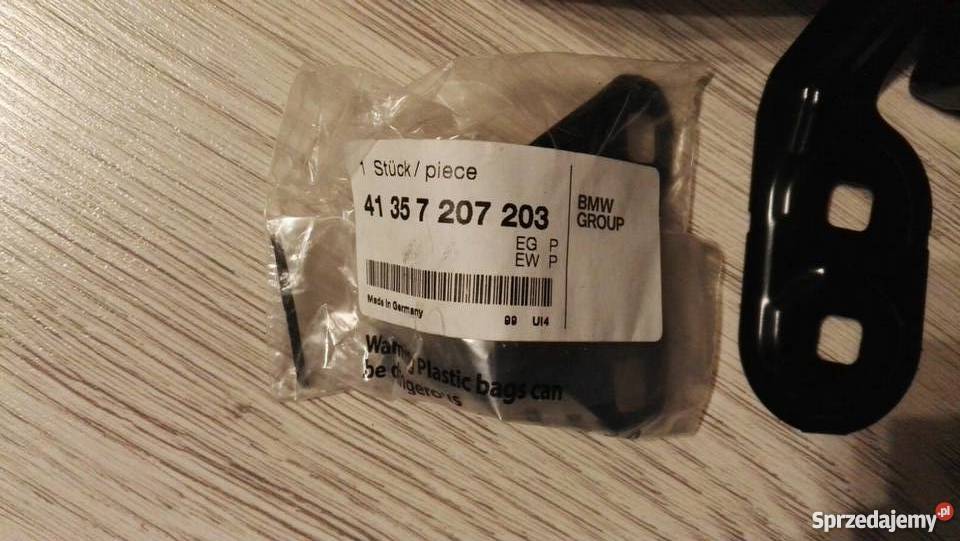 1 Stück / piece
41 35 7 207 203
BMW
GROUP
EG P
EW P
Made in Germany
99 UI4
Plastic bags can
be
Sprzedajemy.pl